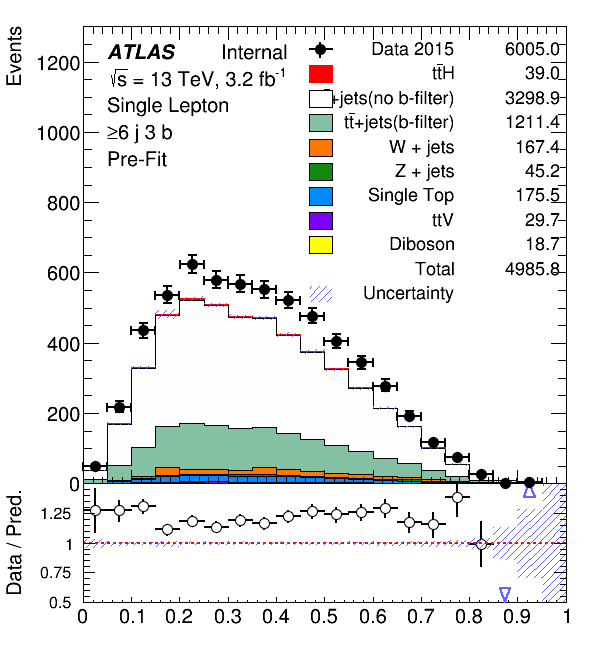 Events
1200
1000
800
600
400
200
0
ATLAS Internal
√s = 13 TeV, 3.2 fb-1
Single Lepton
≥6 j 3 b
Pre-Fit
Data 2015 6005.0
tt̄H 39.0
+jets(no b-filter) 3298.9
tt̄+jets(b-filter) 1211.4
W + jets 167.4
Z + jets 45.2
Single Top 175.5
ttV 29.7
Diboson 18.7
Total 4985.8
Uncertainty
Data / Pred.
1.25
1
0.75
0.5
0 0.1 0.2 0.3 0.4 0.5 0.6 0.7 0.8 0.9 1